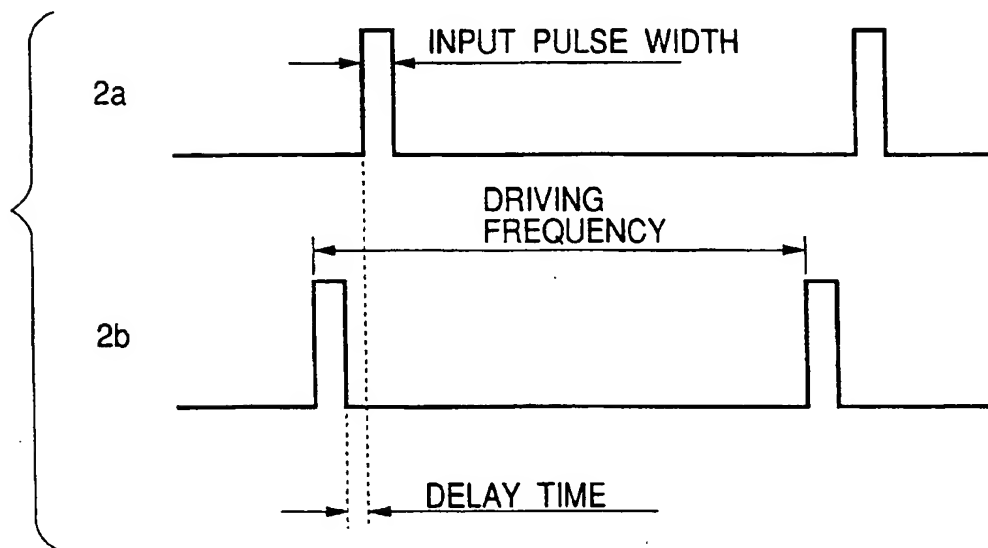 INPUT PULSE WIDTH
2a
DRIVING
FREQUENCY
2b
DELAY TIME